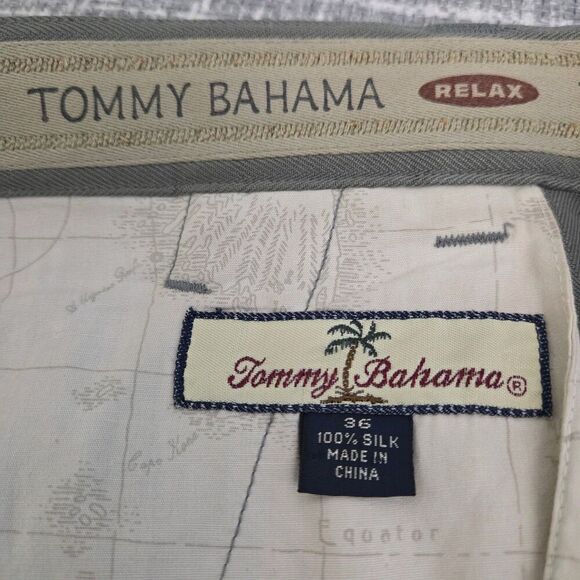 TOMMY BAHAMA RELAX
Tommy Bahama ®
36
100% SILK
MADE IN
CHINA
Equator